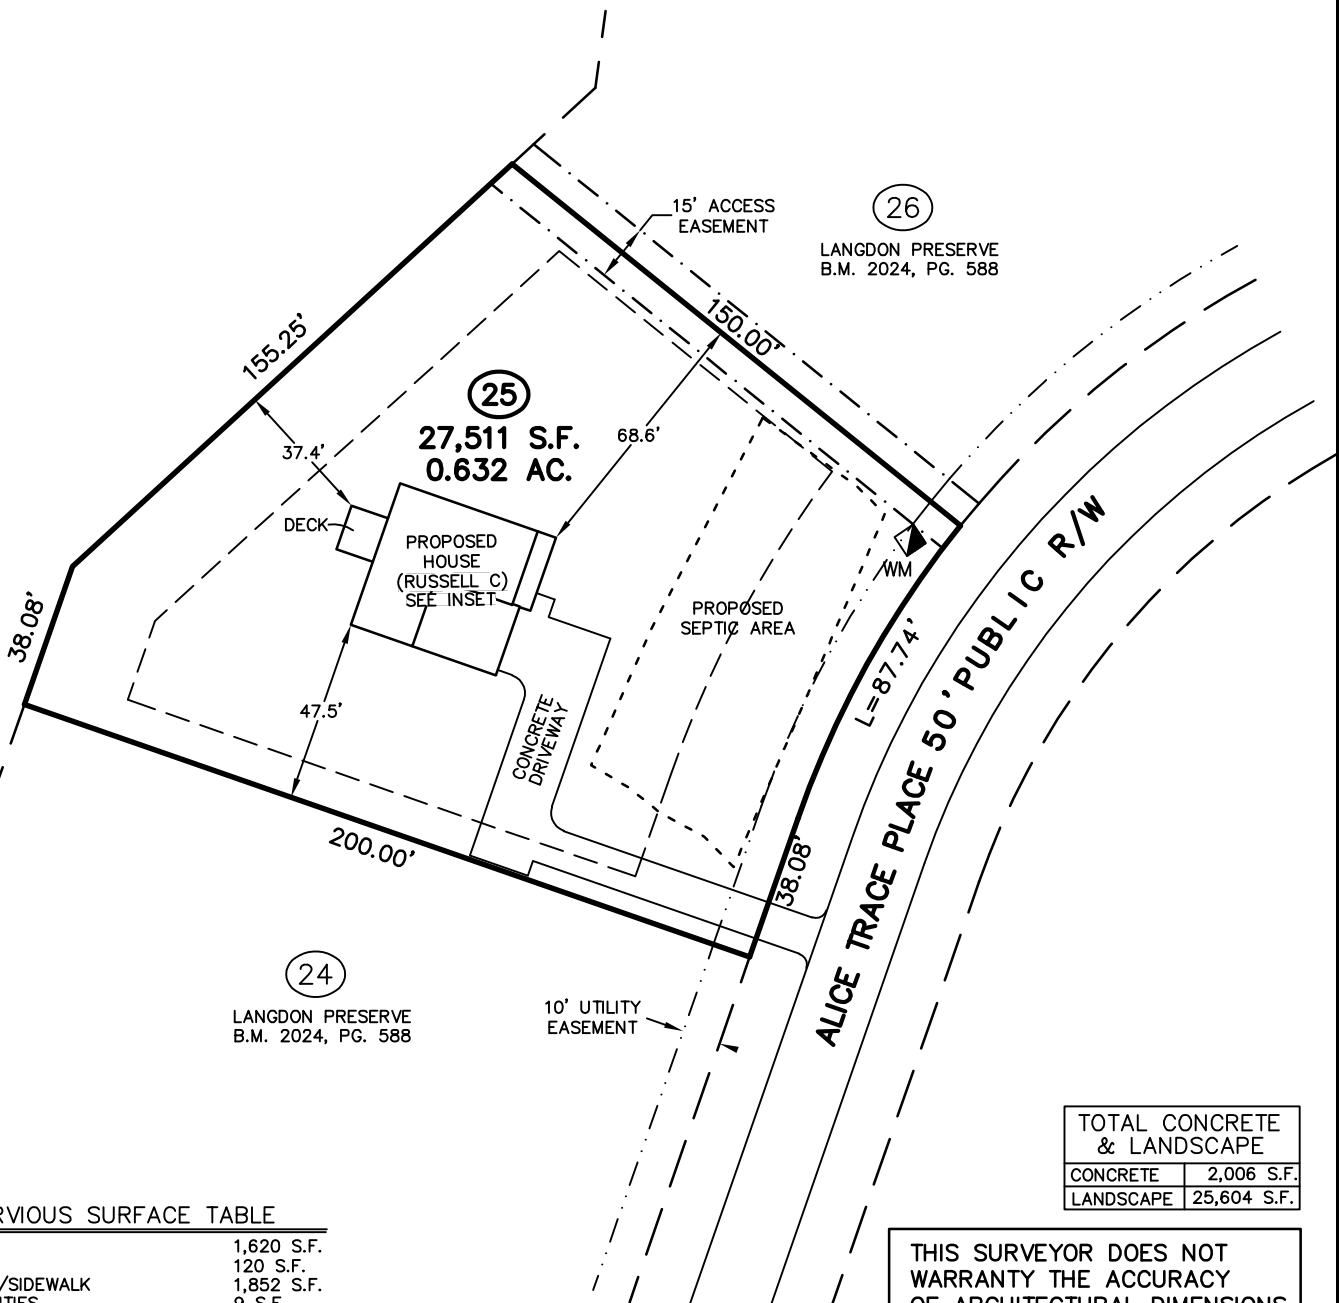 15' ACCESS
EASEMENT
26
LANGDON PRESERVE
B.M. 2024, PG. 588
150.00'
155.25'
25
27,511 S.F.
0.632 AC.
68.6'
37.4'
DECK
PROPOSED
HOUSE
(RUSSELL C)
SEE INSET
WM
PROPOSED
SEPTIC AREA
38.08'
47.5'
CONCRETE
DRIVEWAY
L=87.74'
ALICE TRACE PLACE 50' PUBLIC R/W
200.00'
38.08'
24
LANGDON PRESERVE
B.M. 2024, PG. 588
10' UTILITY
EASEMENT
TOTAL CONCRETE
& LANDSCAPE
CONCRETE 2,006 S.F.
LANDSCAPE 25,604 S.F.
RVIOUS SURFACE TABLE
1,620 S.F.
120 S.F.
/SIDEWALK 1,852 S.F.
THIS SURVEYOR DOES NOT
WARRANTY THE ACCURACY
OF ARCHITECTURAL DIMENSIONS